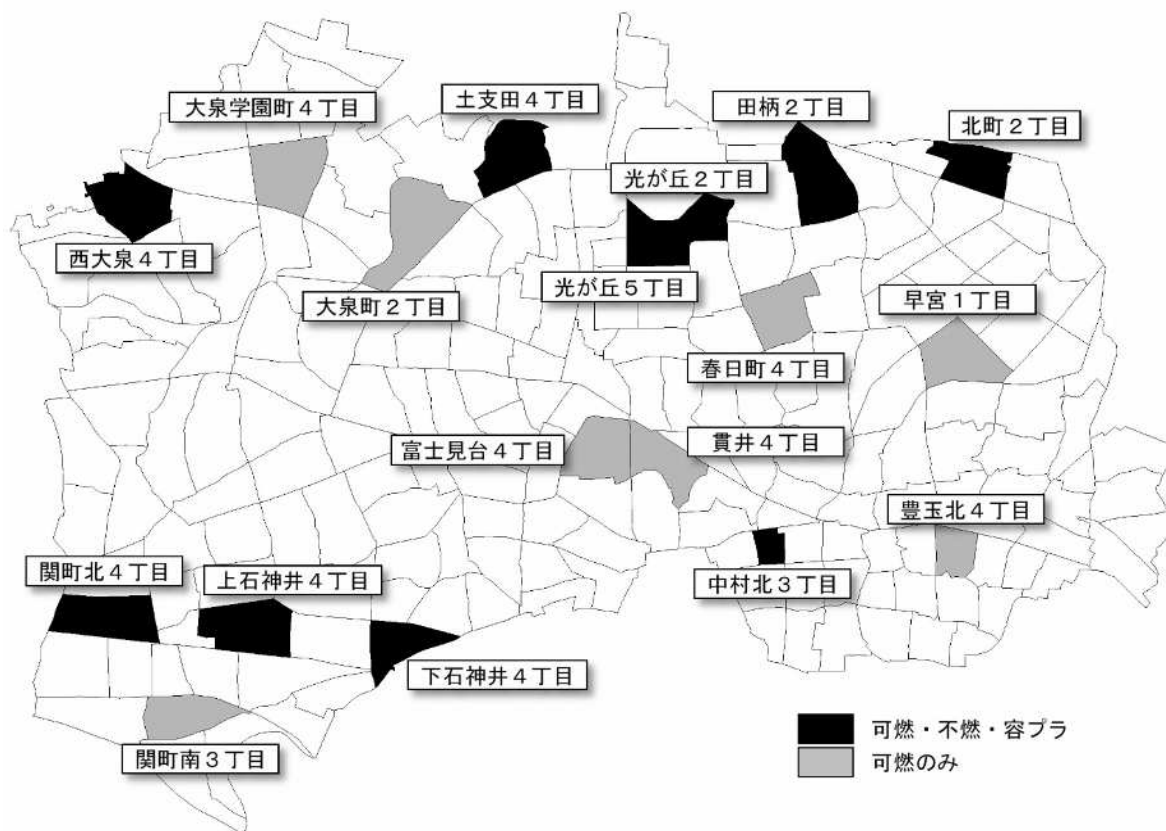 大泉学園町４丁目
土支田４丁目
田柄２丁目
北町２丁目
光が丘２丁目
西大泉４丁目
大泉町２丁目
光が丘５丁目
早宮１丁目
春日町４丁目
富士見台４丁目
貫井４丁目
豊玉北４丁目
関町北４丁目
上石神井４丁目
中村北３丁目
下石神井４丁目
関町南３丁目
可燃・不燃・容プラ
可燃のみ